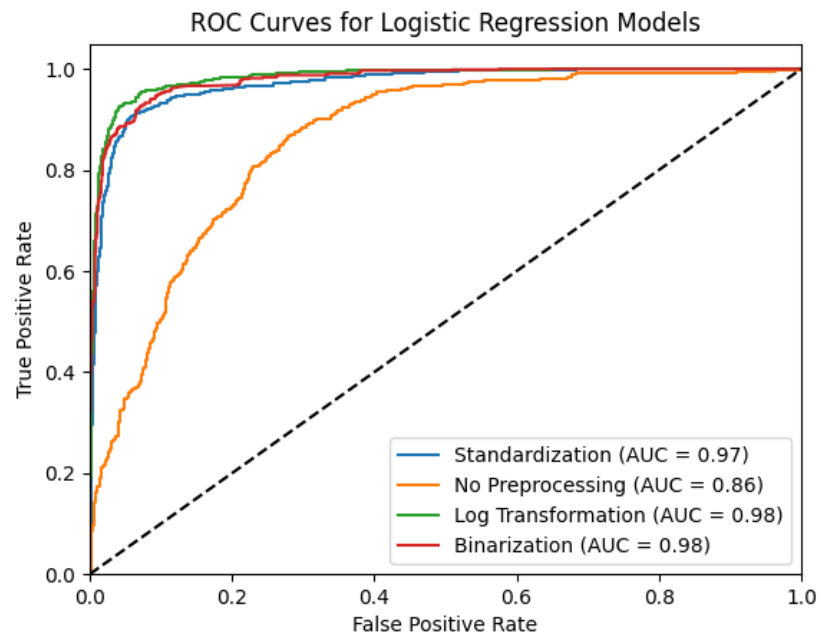 ROC Curves for Logistic Regression Models
True Positive Rate
1.0
0.8
0.6
0.4
0.2
0.0
Standardization (AUC = 0.97)
No Preprocessing (AUC = 0.86)
Log Transformation (AUC = 0.98)
Binarization (AUC = 0.98)
0.0 0.2 0.4 0.6 0.8 1.0
False Positive Rate